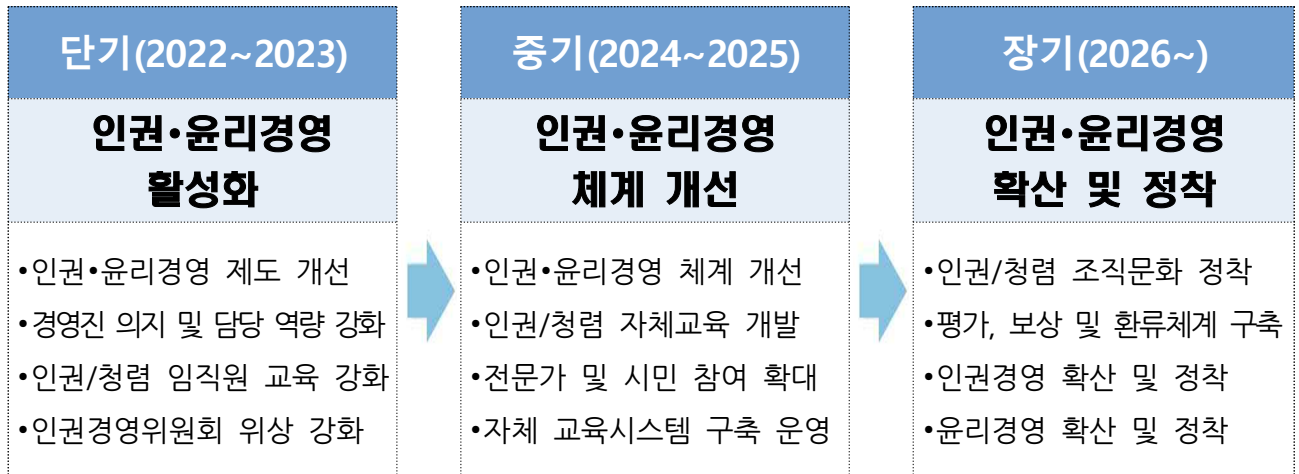 단기(2022~2023)
인권•윤리경영
활성화
•인권•윤리경영 제도 개선
•경영진 의지 및 담당 역량 강화
•인권/청렴 임직원 교육 강화
•인권경영위원회 위상 강화
중기(2024~2025)
인권•윤리경영
체계 개선
•인권•윤리경영 체계 개선
•인권/청렴 자체교육 개발
•전문가 및 시민 참여 확대
•자체 교육시스템 구축 운영
장기(2026~)
인권•윤리경영
확산 및 정착
•인권/청렴 조직문화 정착
•평가, 보상 및 환류체계 구축
•인권경영 확산 및 정착
•윤리경영 확산 및 정착